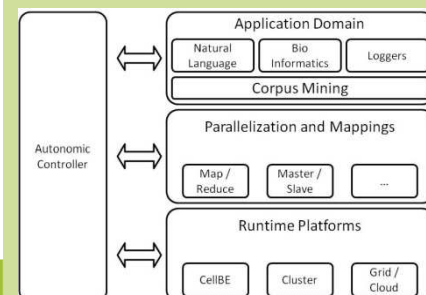 Autonomic
Controller
Application Domain
Natural
Language
Bio
Informatics
Loggers
Corpus Mining
Parallelization and Mappings
Map /
Reduce
Master /
Slave
...
Runtime Platforms
CellBE
Cluster
Grid /
Cloud